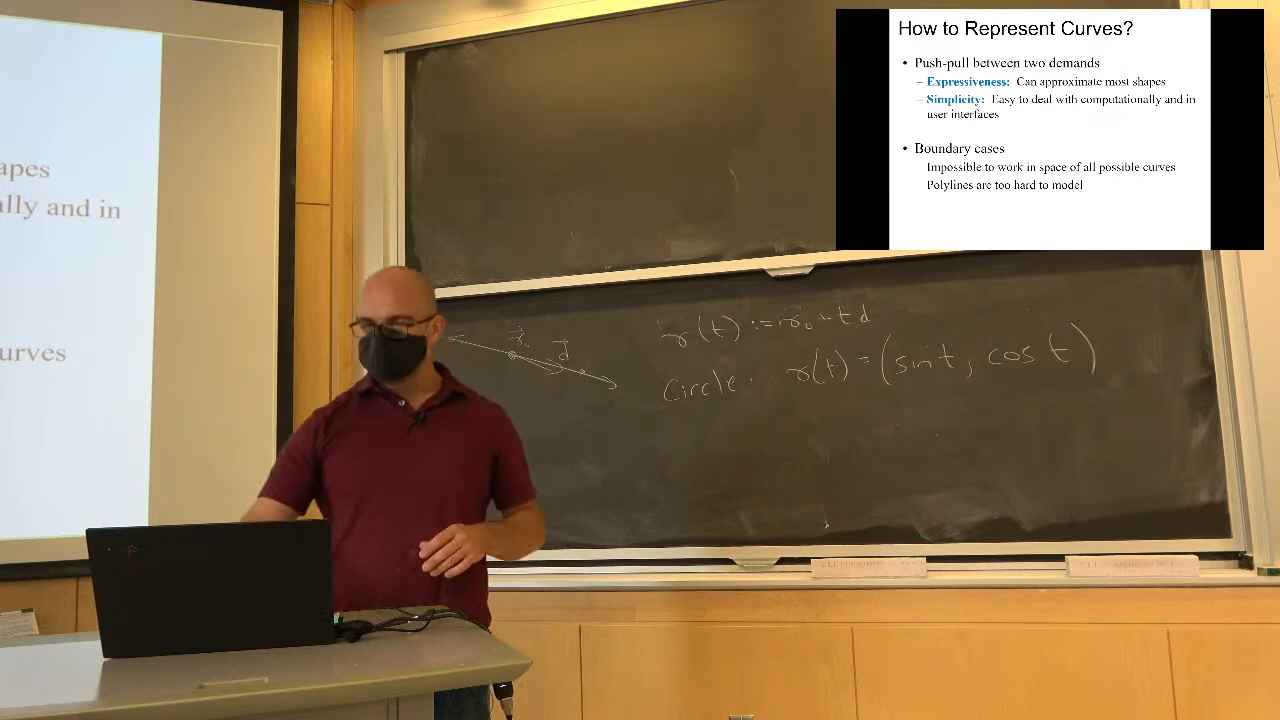 How to Represent Curves?
• Push-pull between two demands
– Expressiveness: Can approximate most shapes
– Simplicity: Easy to deal with computationally and in
user interfaces
• Boundary cases
Impossible to work in space of all possible curves
Polylines are too hard to model
apes
ally and in
urves
r₀
d
r(t) := r₀ + t d
Circle: r(t) = (sin t, cos t)